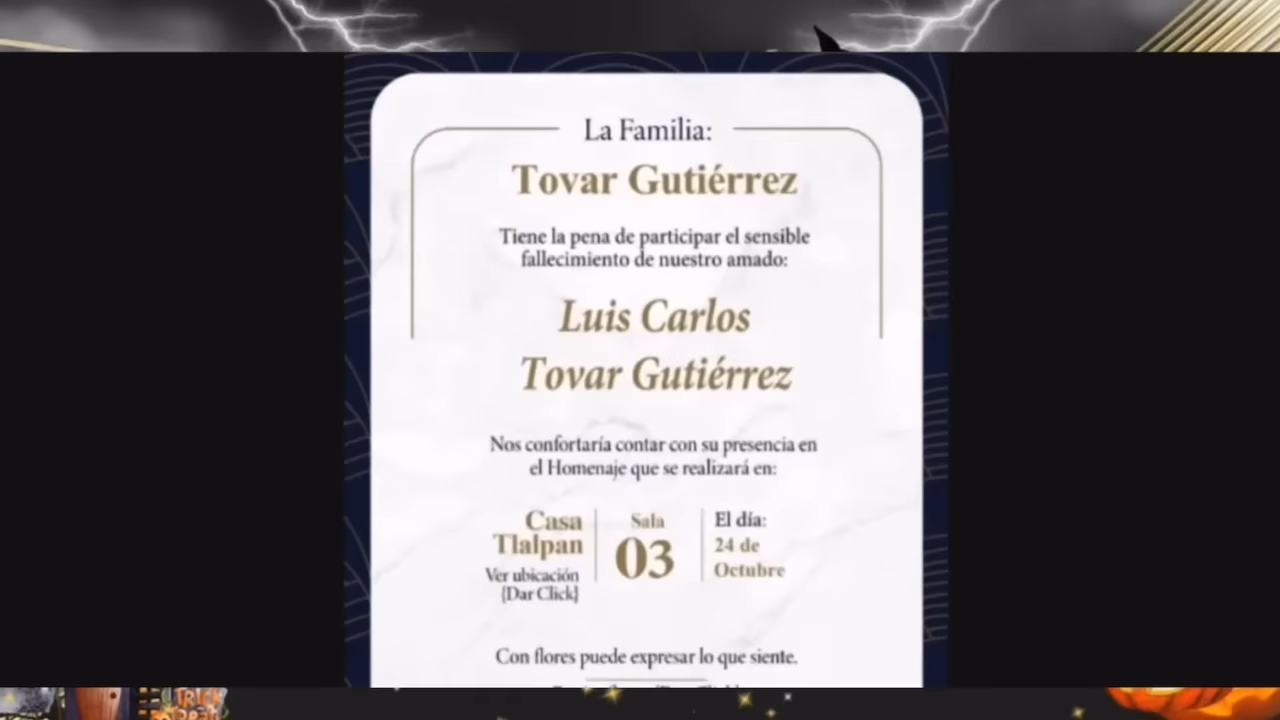 La Familia:
Tovar Gutiérrez
Tiene la pena de participar el sensible
fallecimiento de nuestro amado:
Luis Carlos
Tovar Gutiérrez
Nos confortaría contar con su presencia en
el Homenaje que se realizará en:
Casa
Tlalpan
Ver ubicación
{Dar Click}
Sala
03
El día:
24 de
Octubre
Con flores puede expresar lo que siente.